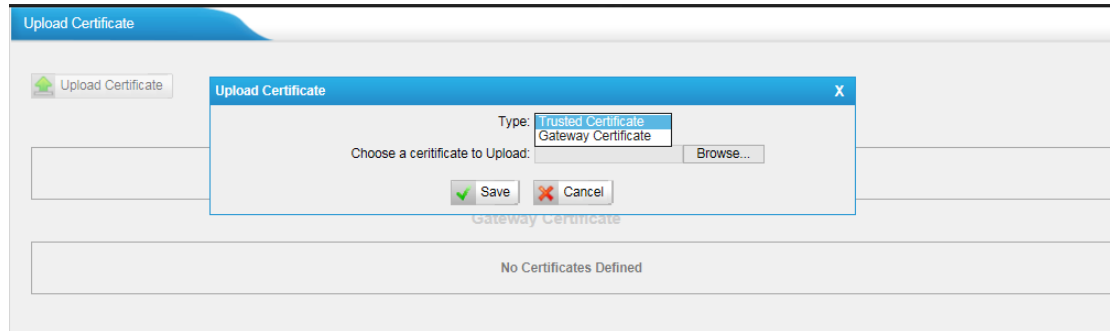 Upload Certificate
Upload Certificate
Upload Certificate X
Type: Trusted Certificate
Gateway Certificate
Choose a ceritificate to Upload: Browse...
Save Cancel
Gateway Certificate
No Certificates Defined